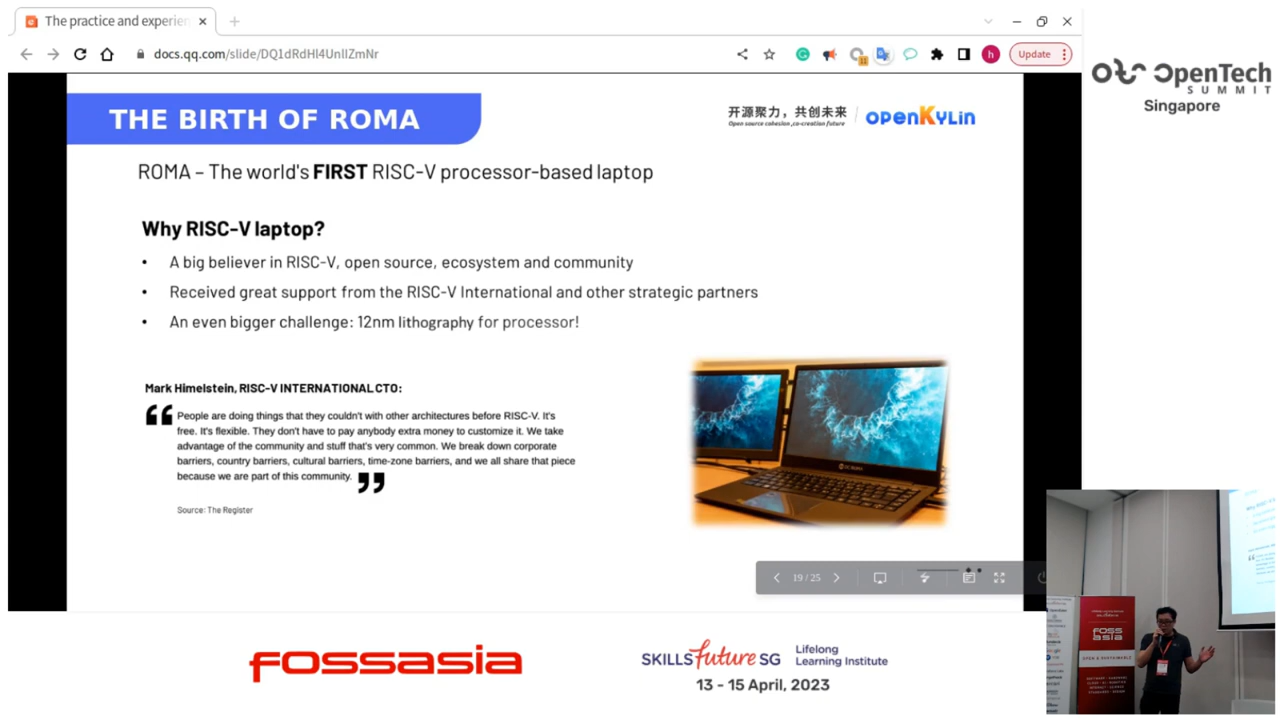 The practice and experien
docs.qq.com/slide/DQ1dRdHl4UnllZmNr
Update
OpenTech
SUMMIT
Singapore
THE BIRTH OF ROMA
开源聚力，共创未来
Open source cohesion ,co-creation future
openKylin
ROMA – The world's FIRST RISC-V processor-based laptop
Why RISC-V laptop?
• A big believer in RISC-V, open source, ecosystem and community
• Received great support from the RISC-V International and other strategic partners
• An even bigger challenge: 12nm lithography for processor!
Mark Himelstein, RISC-V INTERNATIONAL CTO:
“People are doing things that they couldn't with other architectures before RISC-V. It's
free. It's flexible. They don't have to pay anybody extra money to customize it. We take
advantage of the community and stuff that's very common. We break down corporate
barriers, country barriers, cultural barriers, time-zone barriers, and we all share that piece
because we are part of this community. ”
Source: The Register
19 / 25
FOSS
ASIA
OPEN & SUSTAINABLE
fossasia
SKILLSfuture SG
Lifelong
Learning Institute
13 - 15 April, 2023